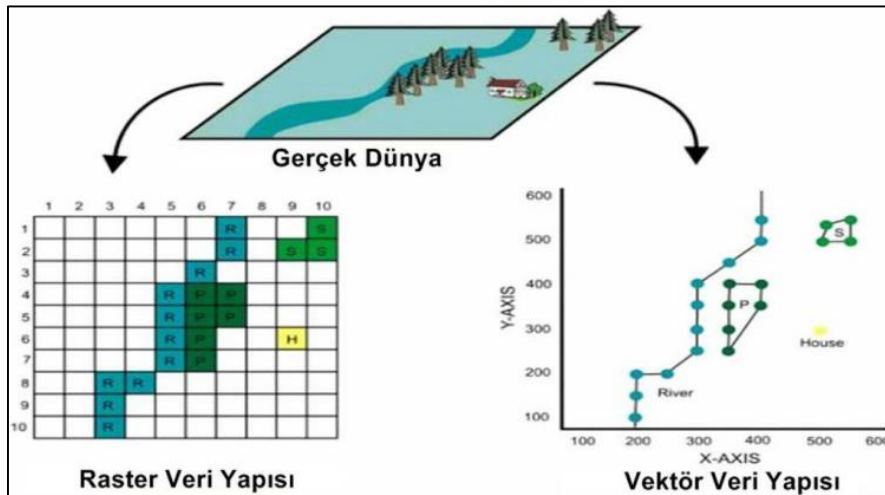 Gerçek Dünya
1 2 3 4 5 6 7 8 9 10
1 R S
2 R S S
3 R
4 R P P
5 R P P
6 R P H
7 R P
8 R R
9 R
10 R
Raster Veri Yapısı
600
500
400
300
200
100
Y-AXIS
S
P
House
River
100 200 300 400 500 600
X-AXIS
Vektör Veri Yapısı